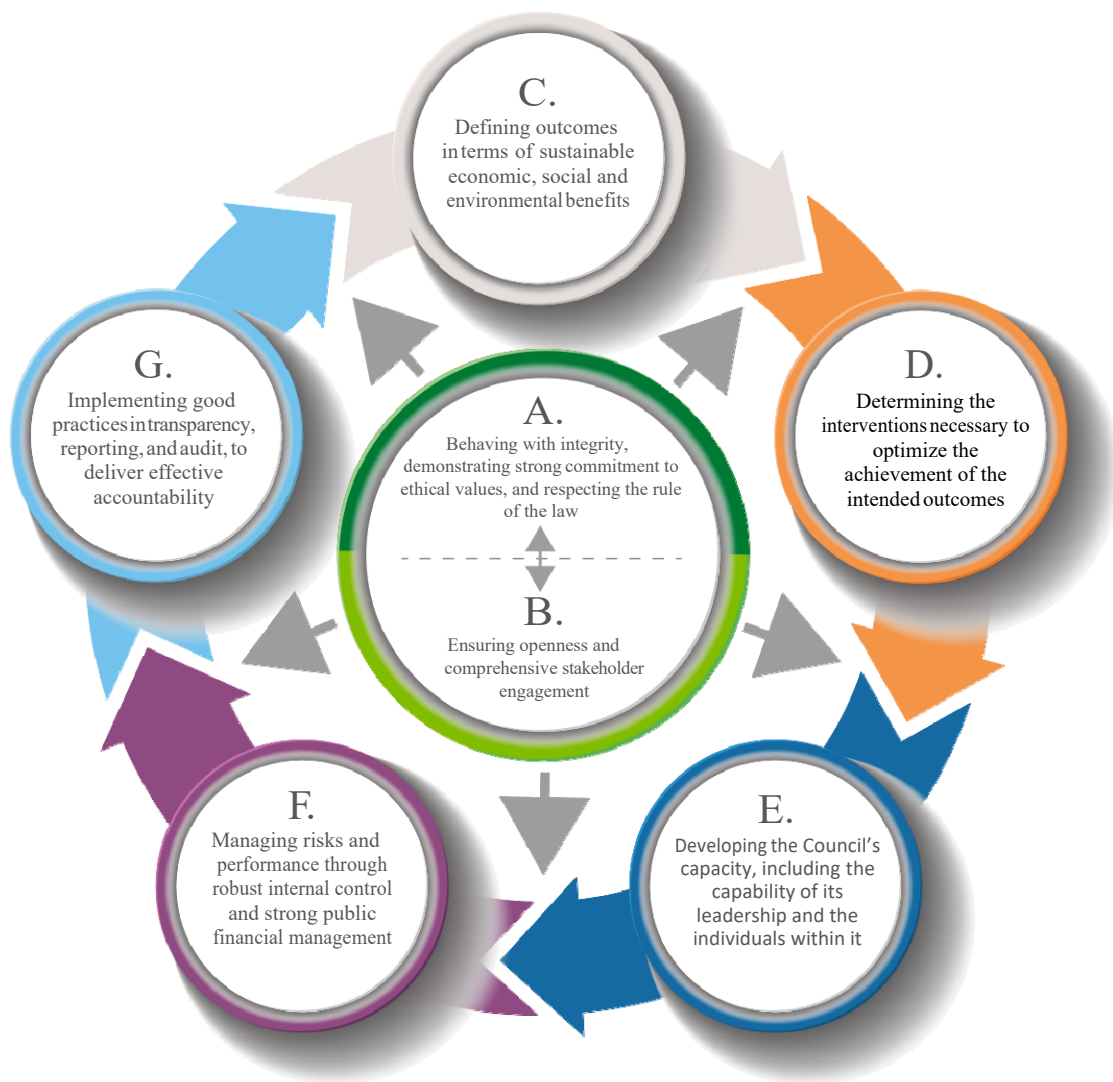 C.
Defining outcomes
in terms of sustainable
economic, social and
environmental benefits
G.
Implementing good
practices in transparency,
reporting, and audit, to
deliver effective
accountability
A.
Behaving with integrity,
demonstrating strong commitment to
ethical values, and respecting the rule
of the law
B.
Ensuring openness and
comprehensive stakeholder
engagement
D.
Determining the
interventions necessary to
optimize the
achievement of the
intended outcomes
F.
Managing risks and
performance through
robust internal control
and strong public
financial management
E.
Developing the Council’s
capacity, including the
capability of its
leadership and the
individuals within it